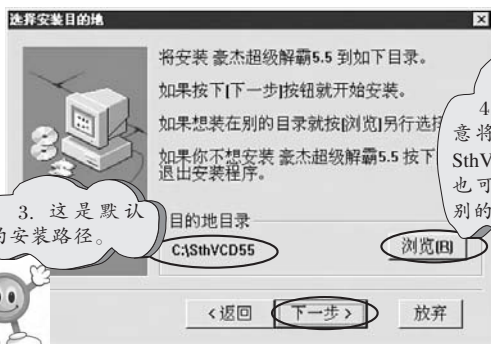 选择安装目的地
将安装 豪杰超级解霸5.5 到如下目录。
如果按下[下一步]按钮就开始安装。
如果想装在别的目录就按[浏览]另行选择
如果你不想安装 豪杰超级解霸5.5 按下
退出安装程序。
4
意将
SthV
也可
别的
3. 这是默认
的安装路径。
目的地目录
C:\SthVCD55
浏览(R)
<返回
下一步>
放弃